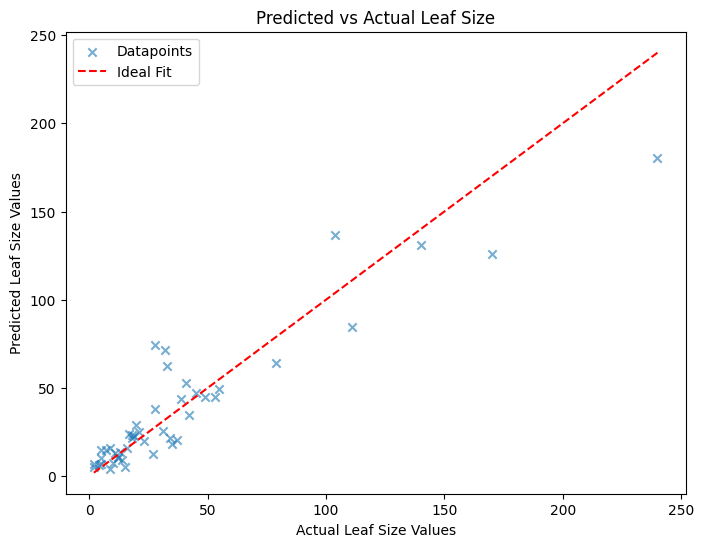 Predicted vs Actual Leaf Size
Datapoints
Ideal Fit
Predicted Leaf Size Values
250
200
150
100
50
0
0 50 100 150 200 250
Actual Leaf Size Values